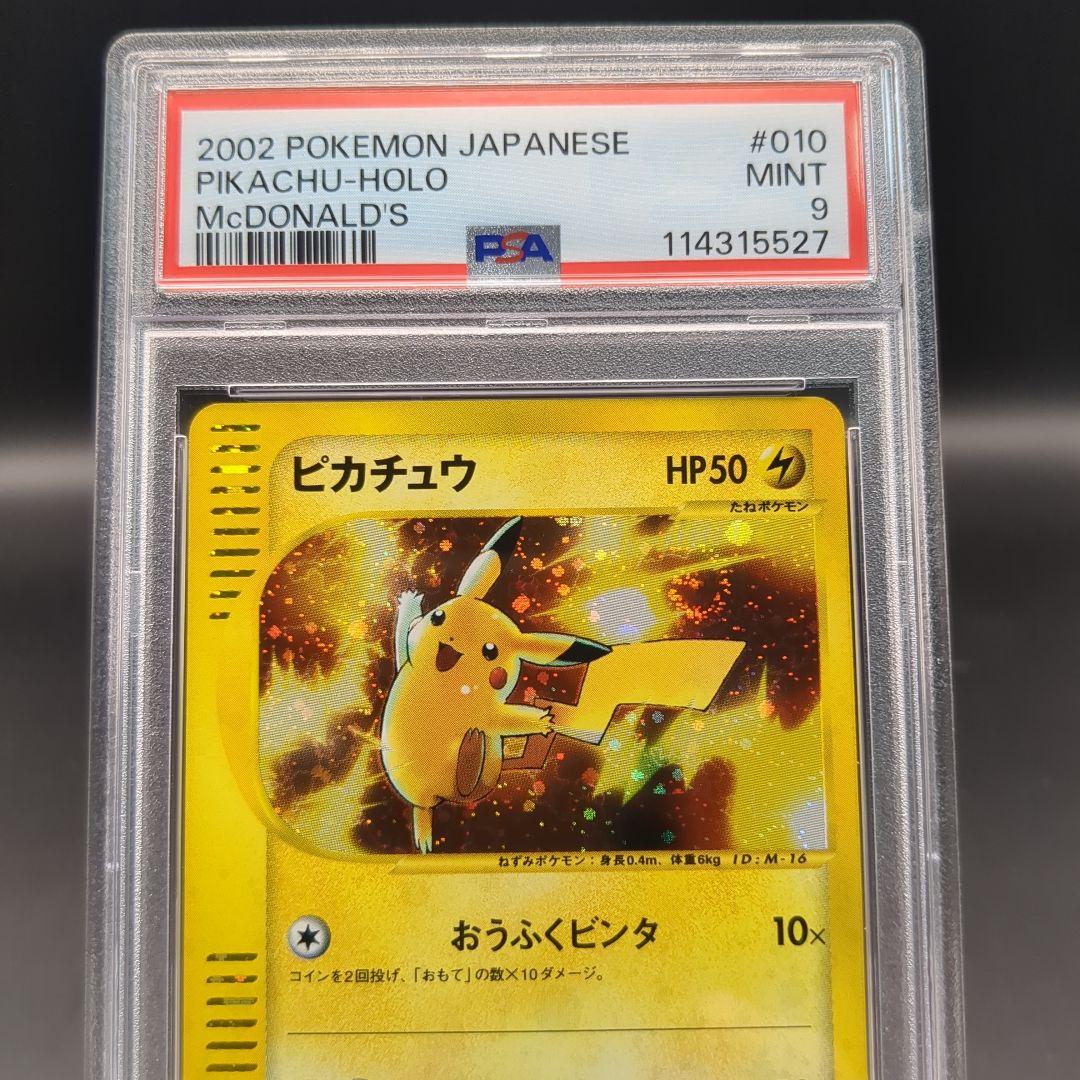 2002 POKEMON JAPANESE #010
PIKACHU-HOLO MINT
McDONALD'S 9
PSA 114315527
ピカチュウ HP50
たねポケモン
ねずみポケモン：身長0.4m、体重6kg ID:M-16
おうふくビンタ 10×
コインを2回投げ、「おもて」の数×10ダメージ。